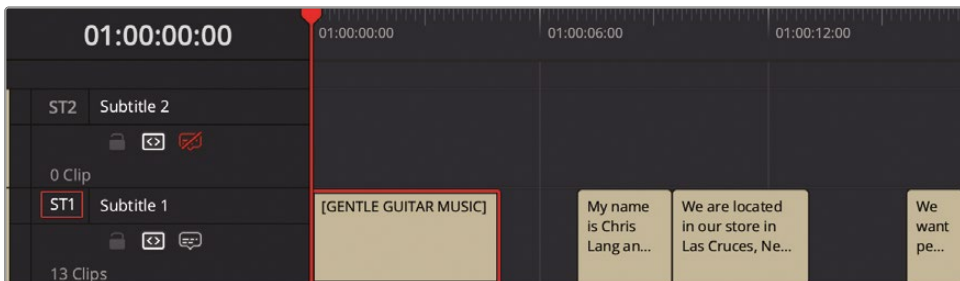 01:00:00:00
01:00:00:00
01:00:06:00
01:00:12:00
ST2 Subtitle 2
0 Clip
ST1 Subtitle 1
13 Clips
[GENTLE GUITAR MUSIC]
My name
is Chris
Lang an...
We are located
in our store in
Las Cruces, Ne...
We
want
pe...